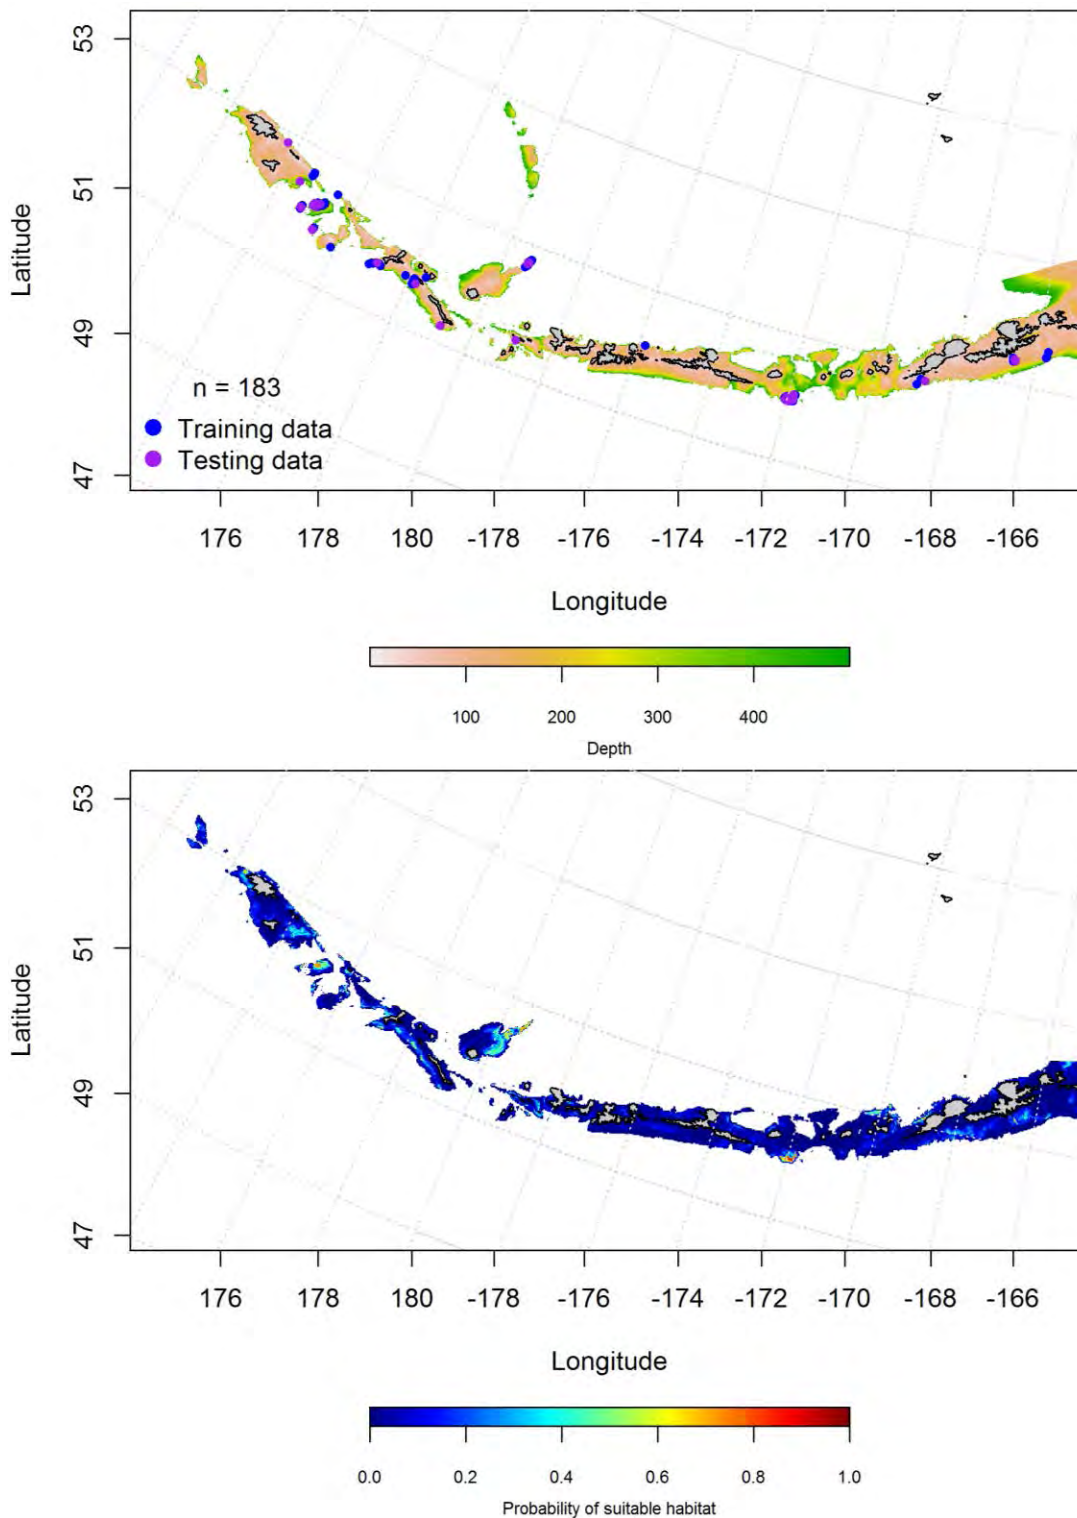 53
51
49
47
Latitude
n = 183
Training data
Testing data
176 178 180 -178 -176 -174 -172 -170 -168 -166
Longitude
100 200 300 400
Depth
53
51
49
47
Latitude
176 178 180 -178 -176 -174 -172 -170 -168 -166
Longitude
0.0 0.2 0.4 0.6 0.8 1.0
Probability of suitable habitat